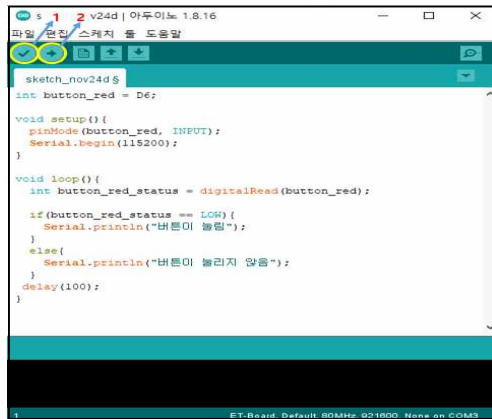 s 1 2 v24d | 아두이노 1.8.16
파일 편집 스케치 툴 도움말
sketch_nov24d §
int button_red = D6;
void setup(){
pinMode(button_red, INPUT);
Serial.begin(115200);
}
void loop(){
int button_red_status = digitalRead(button_red);
if(button_red_status == LOW){
Serial.println("버튼이 눌림");
}
else{
Serial.println("버튼이 눌리지 않음");
}
delay(100);
}
1 ET-Board, Default, 80MHz, 921600, None on COM3